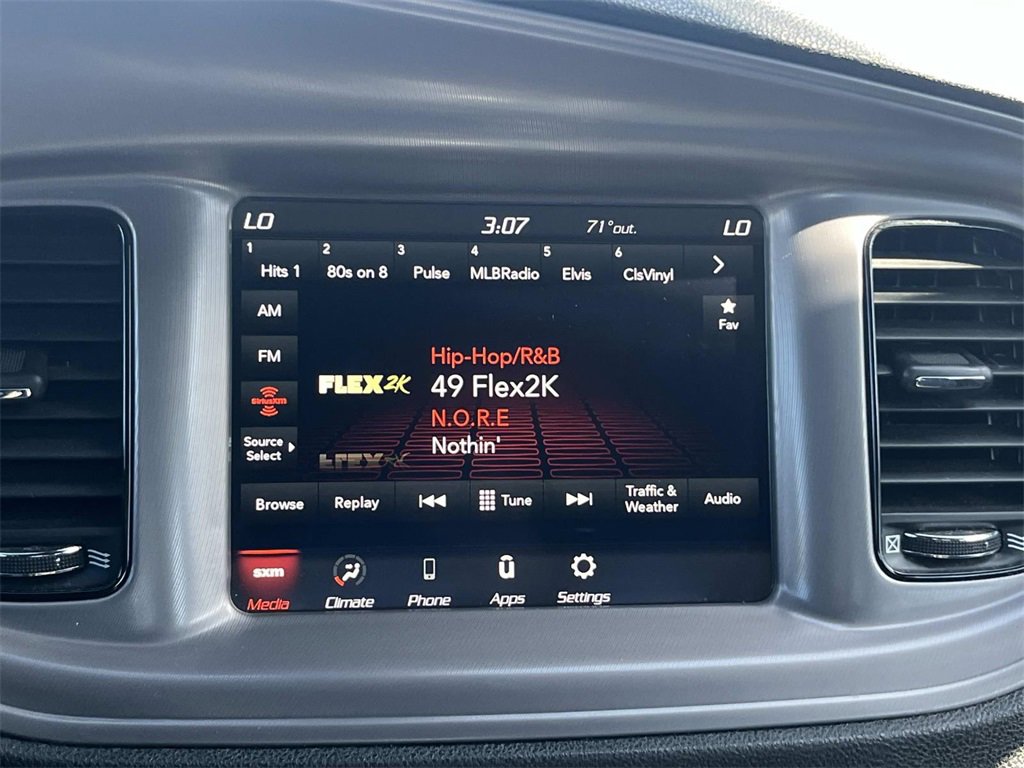 LO 3:07 71°out. LO
1 2 3 4 5 6
Hits 1 80s on 8 Pulse MLBRadio Elvis ClsVinyl
AM
Fav
FM
Hip-Hop/R&B
FLEX2K
49 Flex2K
SiriusXM
N.O.R.E
Nothin'
Source
Select
FLEX2K
Browse Replay Tune Traffic &
Weather Audio
sxm
Media Climate Phone Apps Settings